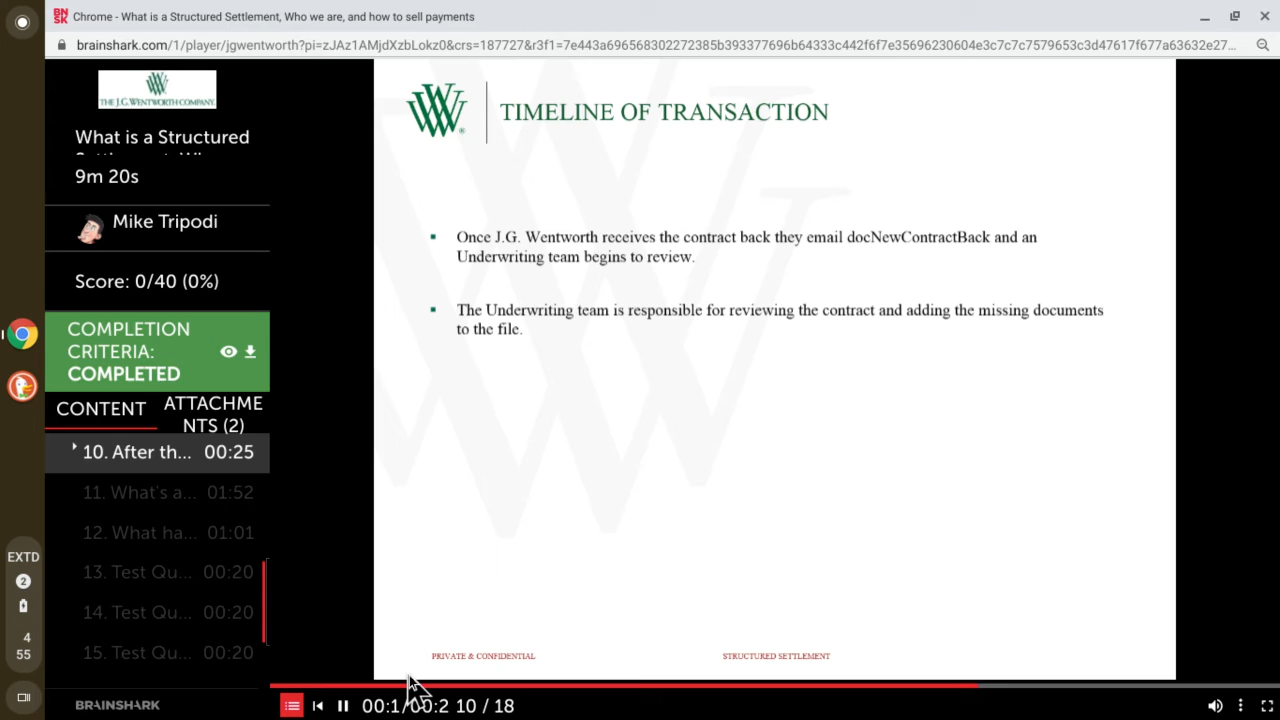 BN
SK
Chrome - What is a Structured Settlement, Who we are, and how to sell payments
brainshark.com/1/player/jgwentworth?pi=zJAz1AMjdXzbLokz0&crs=187727&r3f1=7e443a696568302272385b393377696b64333c442f6f7e35696230604e3c7c7c7579653c3d47617f677a63632e27...
THE J.G. WENTWORTH COMPANY.
What is a Structured
9m 20s
Mike Tripodi
Score: 0/40 (0%)
COMPLETION
CRITERIA:
COMPLETED
CONTENT
ATTACHME
NTS (2)
10. After th... 00:25
11. What's a... 01:52
12. What ha... 01:01
13. Test Qu... 00:20
14. Test Qu... 00:20
15. Test Qu... 00:20
BRAINSHARK
EXTD
2
4
55
TIMELINE OF TRANSACTION
Once J.G. Wentworth receives the contract back they email docNewContractBack and an
Underwriting team begins to review.
The Underwriting team is responsible for reviewing the contract and adding the missing documents
to the file.
PRIVATE & CONFIDENTIAL
STRUCTURED SETTLEMENT
00:1/00:2 10 / 18